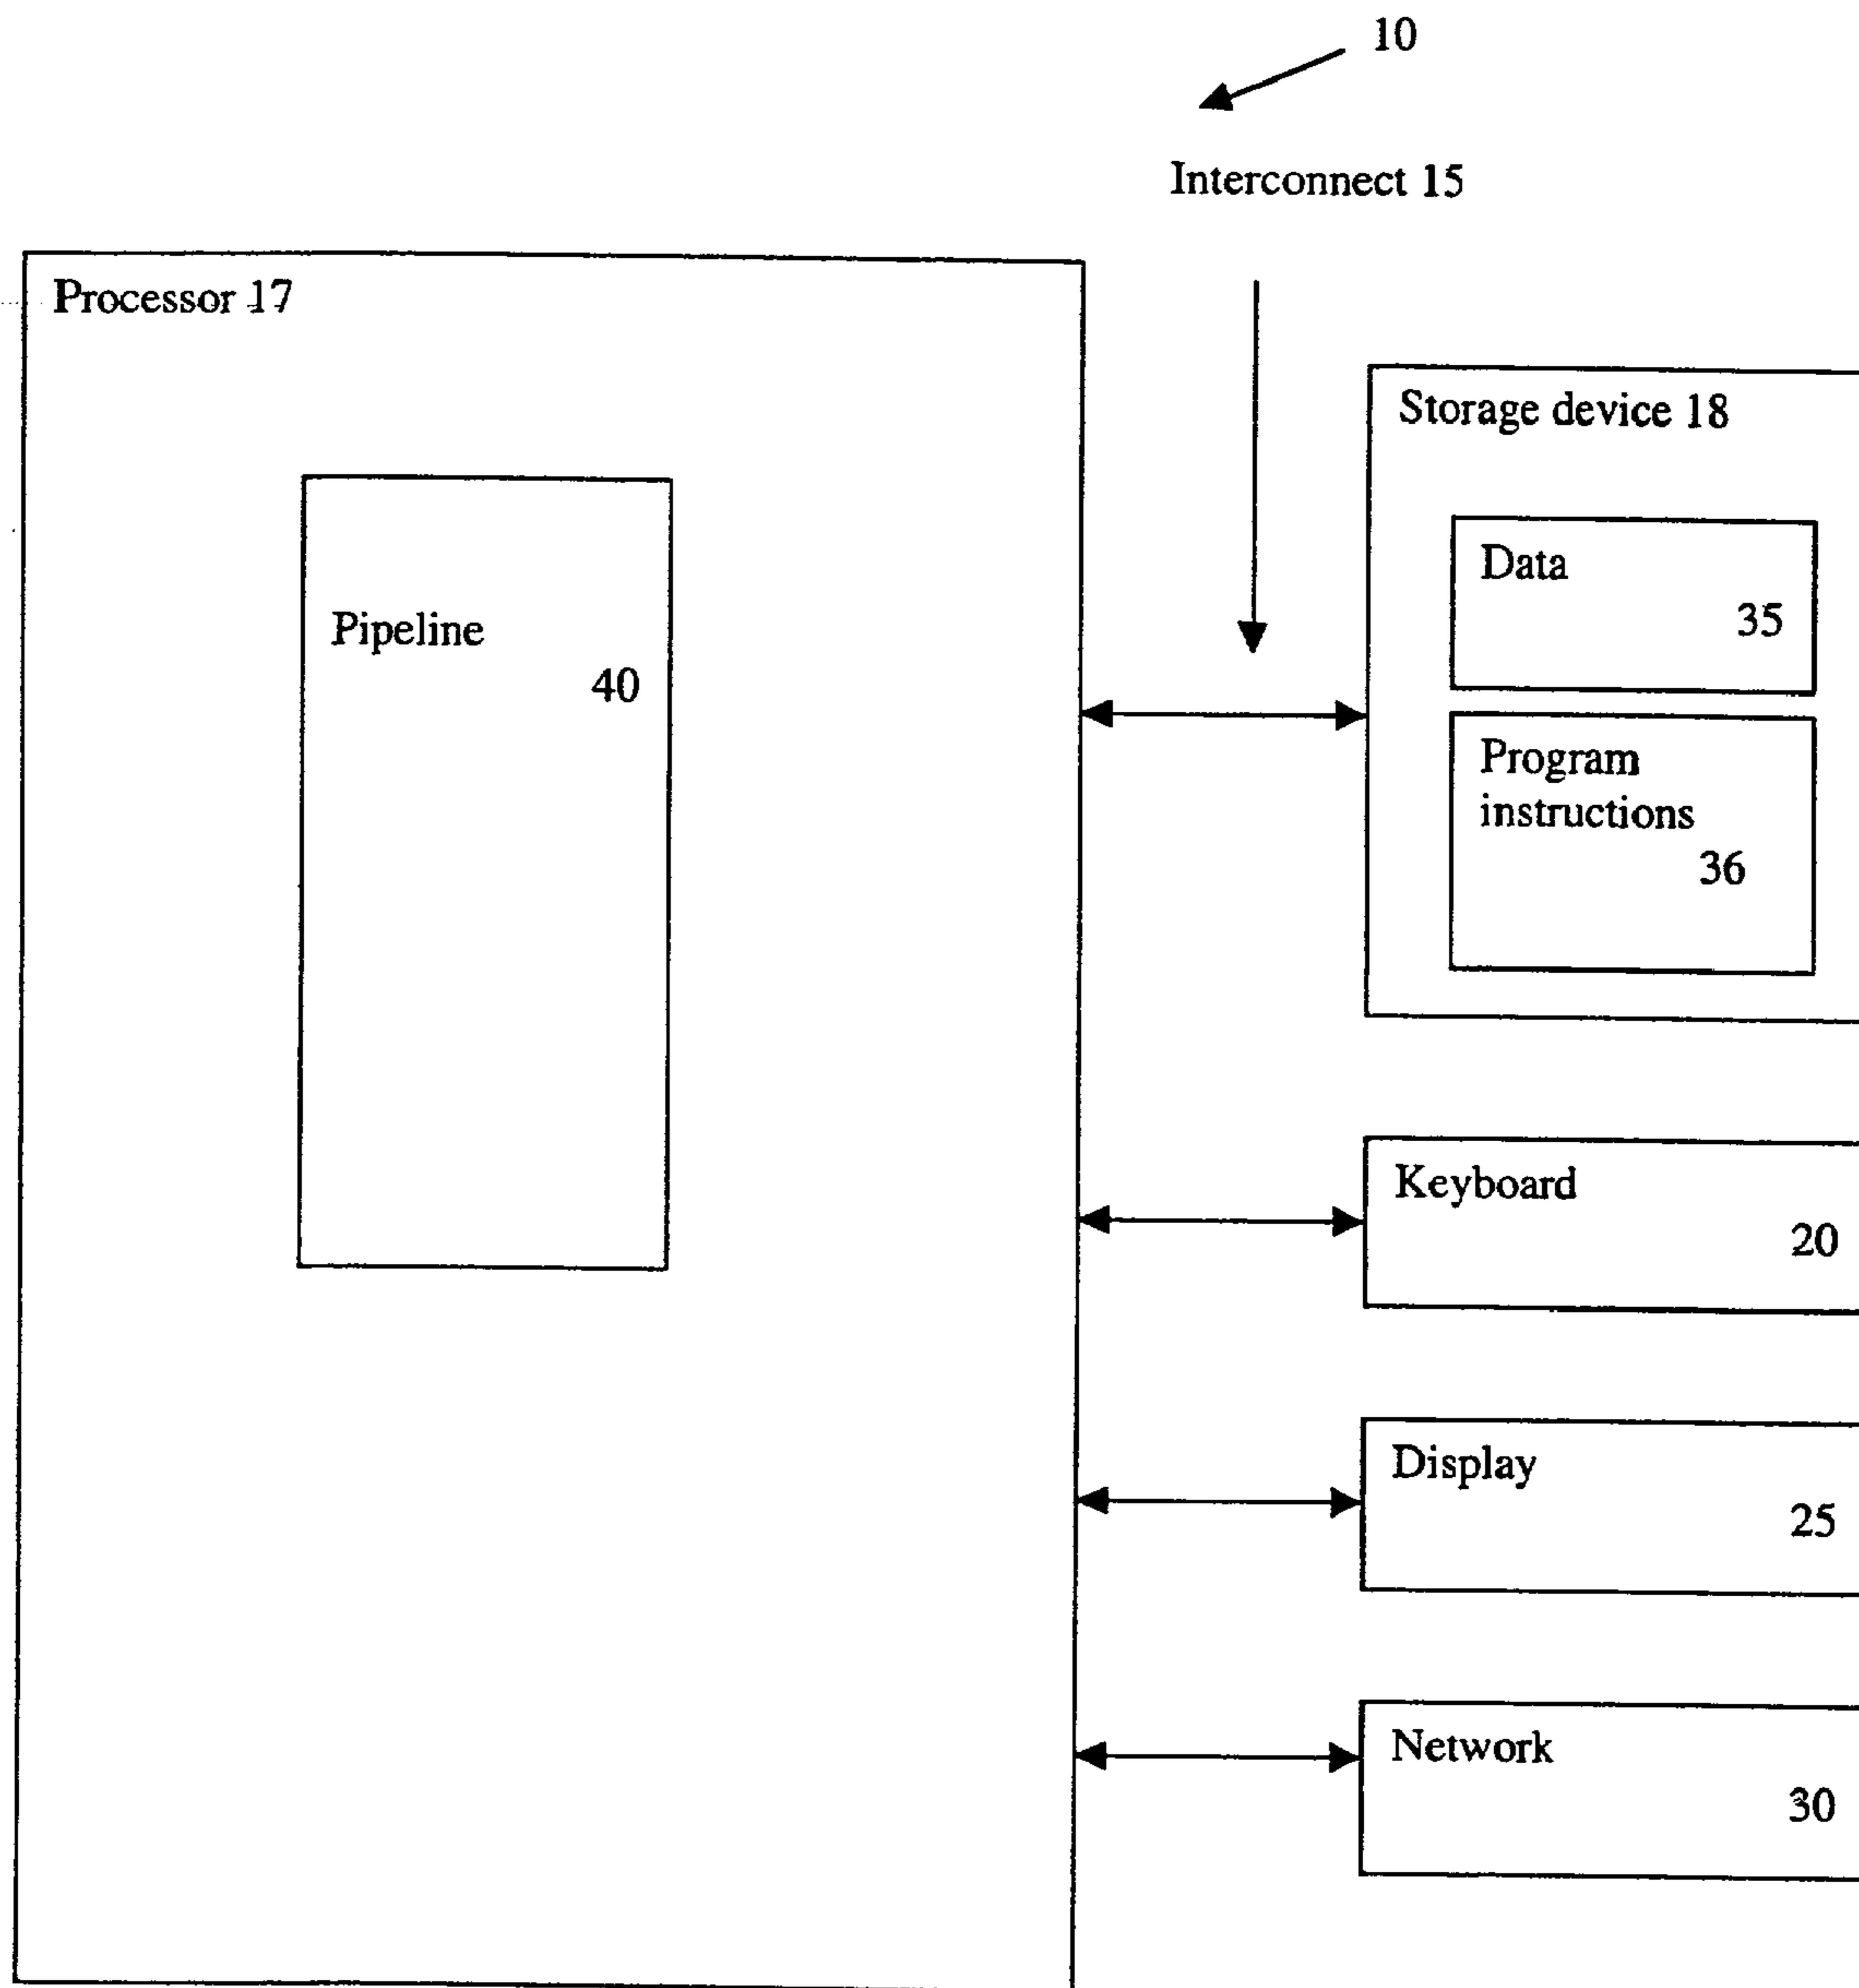 10
Interconnect 15
Processor 17
Storage device 18
Data
35
Pipeline
40
Program
instructions
36
Keyboard
20
Display
25
Network
30